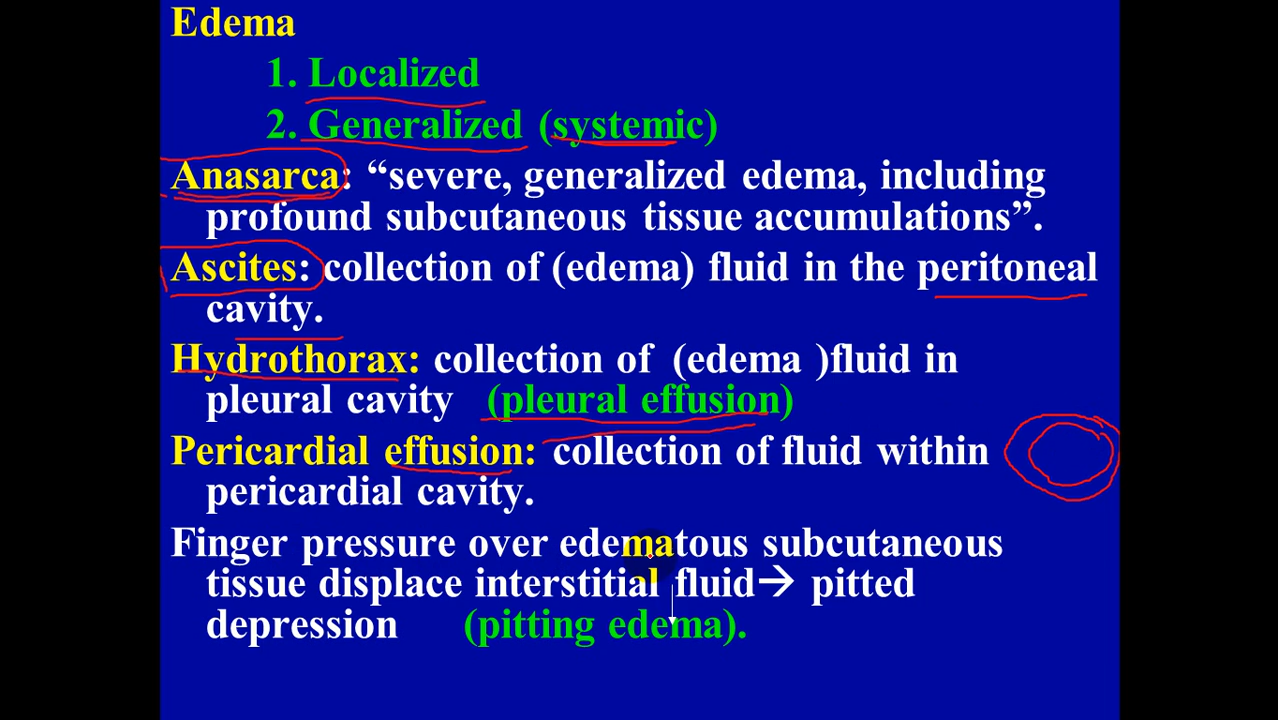 Edema
1. Localized
2. Generalized (systemic)
Anasarca: “severe, generalized edema, including
profound subcutaneous tissue accumulations”.
Ascites: collection of (edema) fluid in the peritoneal
cavity.
Hydrothorax: collection of (edema )fluid in
pleural cavity (pleural effusion)
Pericardial effusion: collection of fluid within
pericardial cavity.
Finger pressure over edematous subcutaneous
tissue displace interstitial fluid→ pitted
depression (pitting edema).